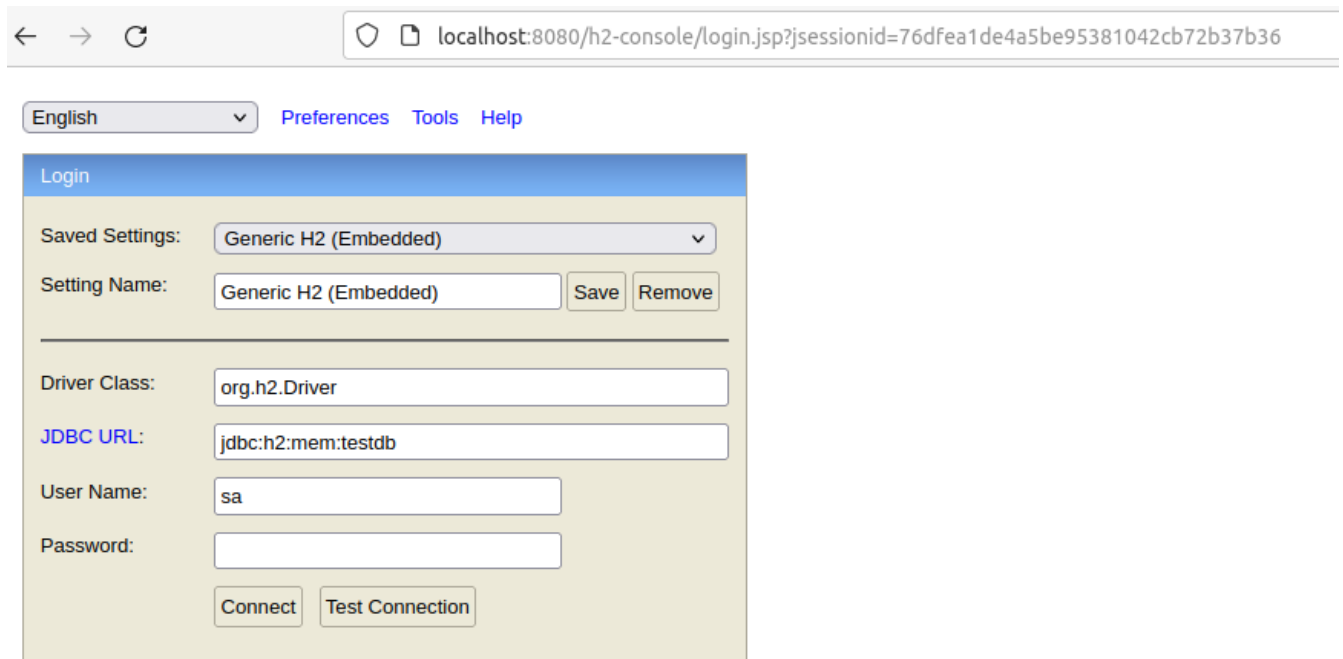 localhost:8080/h2-console/login.jsp?jsessionid=76dfea1de4a5be95381042cb72b37b36
English Preferences Tools Help
Login
Saved Settings: Generic H2 (Embedded)
Setting Name: Generic H2 (Embedded) Save Remove
Driver Class: org.h2.Driver
JDBC URL: jdbc:h2:mem:testdb
User Name: sa
Password:
Connect Test Connection